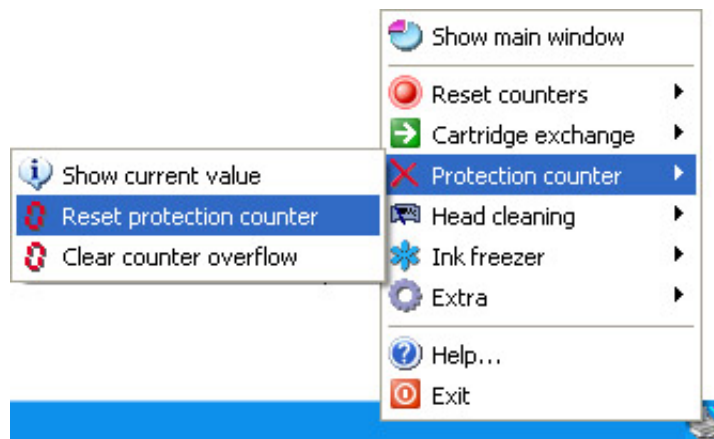 Show main window
Reset counters
Cartridge exchange
Protection counter
Show current value
Reset protection counter
Clear counter overflow
Head cleaning
Ink freezer
Extra
Help...
Exit